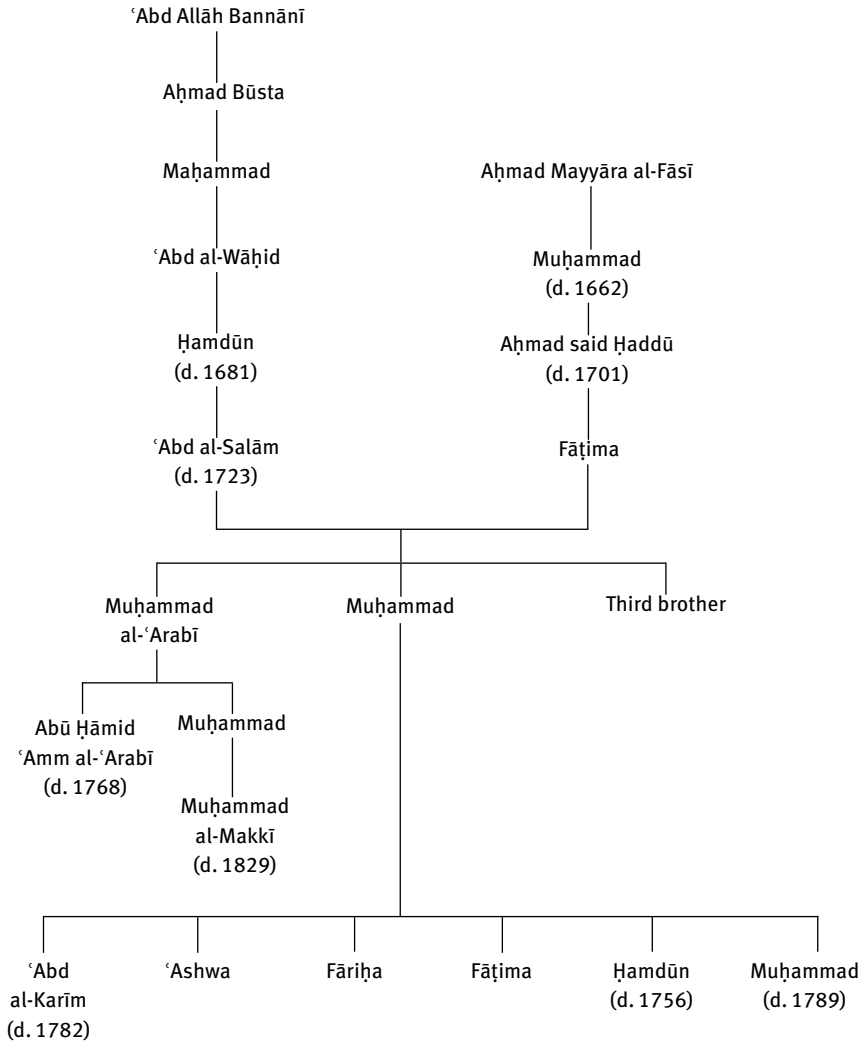 ʿAbd Allāh Bannānī
Aḥmad Būsta
Maḥammad
Aḥmad Mayyāra al-Fāsī
ʿAbd al-Wāḥid
Muḥammad
(d. 1662)
Ḥamdūn
(d. 1681)
Aḥmad said Ḥaddū
(d. 1701)
ʿAbd al-Salām
(d. 1723)
Fāṭima
Muḥammad
al-ʿArabī
Muḥammad
Third brother
Abū Ḥāmid
ʿAmm al-ʿArabī
(d. 1768)
Muḥammad
Muḥammad
al-Makkī
(d. 1829)
ʿAbd
al-Karīm
(d. 1782)
ʿAshwa
Fāriḥa
Fāṭima
Ḥamdūn
(d. 1756)
Muḥammad
(d. 1789)